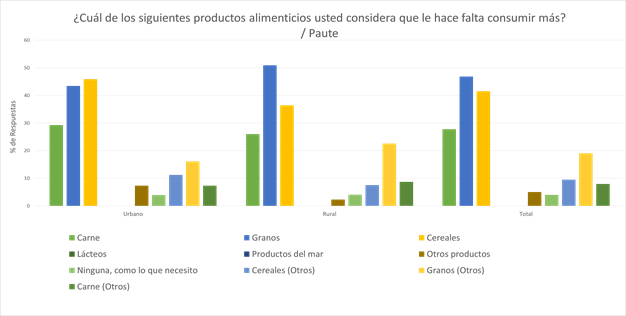 ¿Cuál de los siguientes productos alimenticios usted considera que le hace falta consumir más?
/ Paute
60
50
40
30
20
10
0
% de Respuestas
Urbano Rural Total
Carne Granos Cereales
Lácteos Productos del mar Otros productos
Ninguna, como lo que necesito Cereales (Otros) Granos (Otros)
Carne (Otros)